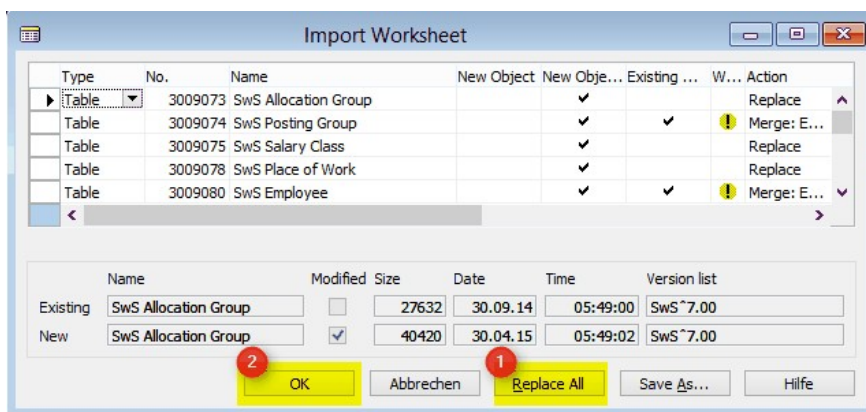 Import Worksheet
Type No. Name New Object New Obje... Existing ... W... Action
Table 3009073 SwS Allocation Group Replace
Table 3009074 SwS Posting Group Merge: E...
Table 3009075 SwS Salary Class Replace
Table 3009078 SwS Place of Work Replace
Table 3009080 SwS Employee Merge: E...
Name Modified Size Date Time Version list
Existing SwS Allocation Group 27632 30.09.14 05:49:00 SwS^7.00
New SwS Allocation Group 40420 30.04.15 05:49:02 SwS^7.00
2 1
OK Abbrechen Replace All Save As... Hilfe